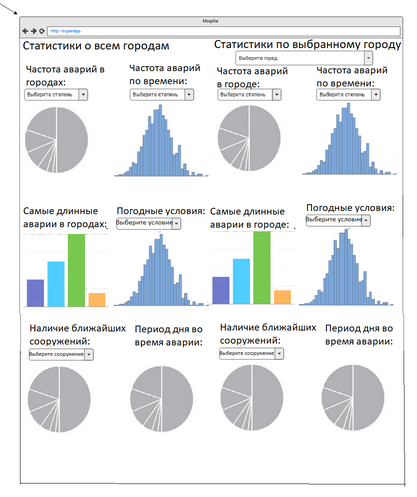 Mogilla
http://superapp
Статистики о всем городам
Статистики по выбранному городу
Выберите город
Частота аварий в
городах:
Выберите степень
Частота аварий
по времени:
Выберите степень
Частота аварий
в городе:
Выберите степень
Частота аварий
по времени:
Выберите степень
Самые длинные
аварии в городах:
Погодные условия:
Выберите условие
Самые длинные
аварии в городе:
Погодные условия:
Выберите условие
Наличие ближайших
сооружений:
Выберите сооружение
Период дня во
время аварии:
Наличие ближайших
сооружений:
Выберите сооружение
Период дня во
время аварии: